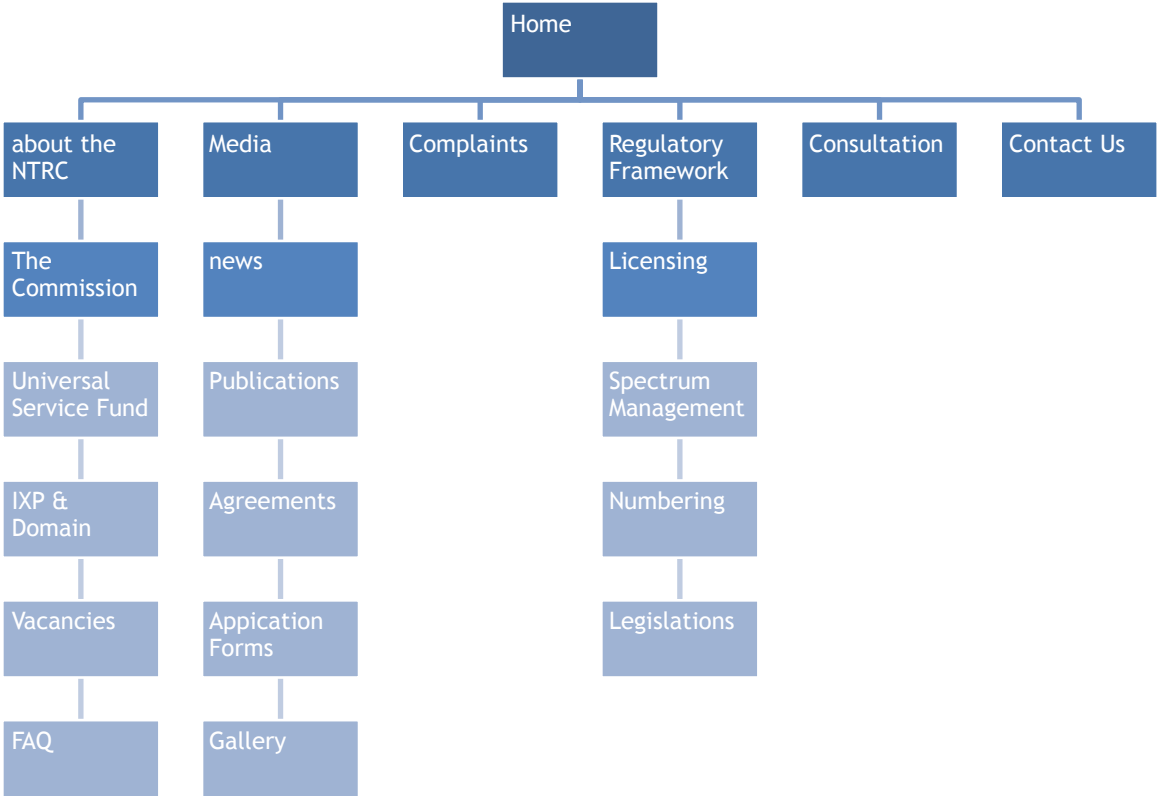 Home
about the
NTRC
Media
Complaints
Regulatory
Framework
Consultation
Contact Us
The
Commission
news
Licensing
Universal
Service Fund
Publications
Spectrum
Management
IXP &
Domain
Agreements
Numbering
Vacancies
Appication
Forms
Legislations
FAQ
Gallery